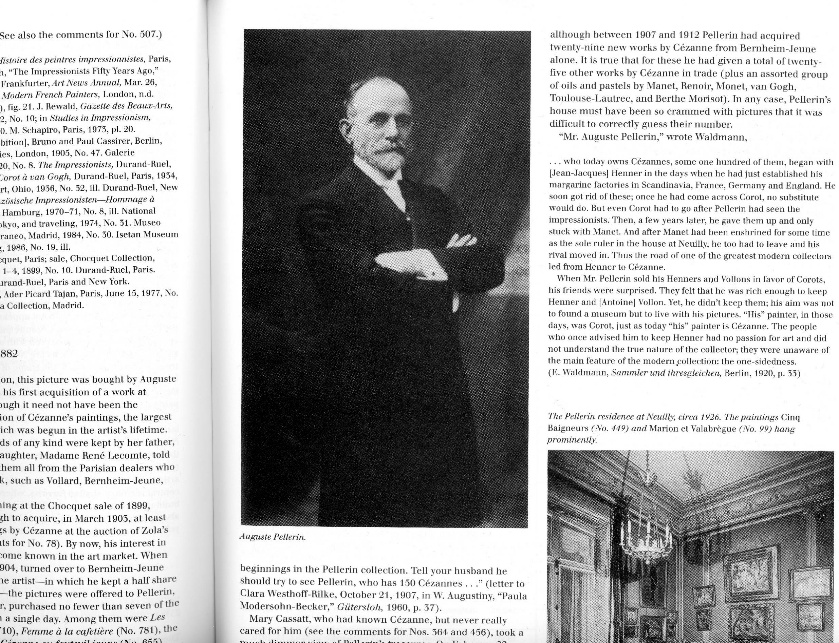 See also the comments for No. 507.)
Histoire des peintres impressionnistes, Paris,
n, "The Impressionists Fifty Years Ago,"
Frankfurter, Art News Annual, Mar. 26,
Modern French Painters, London, n.d.
), fig. 21. J. Rewald, Gazette des Beaux-Arts,
2, No. 10; in Studies in Impressionism,
0. M. Schapiro, Paris, 1973, pl. 20.
bition], Bruno and Paul Cassirer, Berlin,
ies, London, 1905, No. 47. Galerie
20, No. 8. The Impressionists, Durand-Ruel,
Corot à van Gogh, Durand-Ruel, Paris, 1934,
rt, Ohio, 1936, No. 52, ill. Durand-Ruel, New
zösische Impressionisten—Hommage à
Hamburg, 1970–71, No. 8, ill. National
okyo, and traveling, 1974, No. 51. Museo
raneo, Madrid, 1984, No. 30. Isetan Museum
g, 1986, No. 19, ill.
cquet, Paris; sale, Chocquet Collection,
1–4, 1899, No. 10. Durand-Ruel, Paris.
urand-Ruel, Paris and New York.
, Ader Picard Tajan, Paris, June 15, 1977, No.
a Collection, Madrid.
882
on, this picture was bought by Auguste
his first acquisition of a work at
ough it need not have been the
ion of Cézanne's paintings, the largest
ich was begun in the artist's lifetime.
ds of any kind were kept by her father,
aughter, Madame René Lecomte, told
them all from the Parisian dealers who
k, such as Vollard, Bernheim-Jeune,
ning at the Chocquet sale of 1899,
gh to acquire, in March 1903, at least
gs by Cézanne at the auction of Zola's
ts for No. 78). By now, his interest in
come known in the art market. When
904, turned over to Bernheim-Jeune
he artist—in which he kept a half share
—the pictures were offered to Pellerin,
r, purchased no fewer than seven of the
n a single day. Among them were Les
10), Femme à la cafetière (No. 781), the
Auguste Pellerin.
beginnings in the Pellerin collection. Tell your husband he
should try to see Pellerin, who has 150 Cézannes . . ." (letter to
Clara Westhoff-Rilke, October 21, 1907, in W. Augustiny, "Paula
Modersohn-Becker," Gütersloh, 1960, p. 37).
Mary Cassatt, who had known Cézanne, but never really
cared for him (see the comments for Nos. 564 and 456), took a
although between 1907 and 1912 Pellerin had acquired
twenty-nine new works by Cézanne from Bernheim-Jeune
alone. It is true that for these he had given a total of twenty-
five other works by Cézanne in trade (plus an assorted group
of oils and pastels by Manet, Renoir, Monet, van Gogh,
Toulouse-Lautrec, and Berthe Morisot). In any case, Pellerin's
house must have been so crammed with pictures that it was
difficult to correctly guess their number.
"Mr. Auguste Pellerin," wrote Waldmann,
. . . who today owns Cézannes, some one hundred of them, began with
[Jean-Jacques] Henner in the days when he had just established his
margarine factories in Scandinavia, France, Germany and England. He
soon got rid of these; once he had come across Corot, no substitute
would do. But even Corot had to go after Pellerin had seen the
impressionists. Then, a few years later, he gave them up and only
stuck with Manet. And after Manet had been enshrined for some time
as the sole ruler in the house at Neuilly, he too had to leave and his
rival moved in. Thus the road of one of the greatest modern collectors
led from Henner to Cézanne.
When Mr. Pellerin sold his Henners and Vollons in favor of Corots,
his friends were surprised. They felt that he was rich enough to keep
Henner and [Antoine] Vollon. Yet, he didn't keep them; his aim was not
to found a museum but to live with his pictures. "His" painter, in those
days, was Corot, just as today "his" painter is Cézanne. The people
who once advised him to keep Henner had no passion for art and did
not understand the true nature of the collector; they were unaware of
the main feature of the modern collection: the one-sidedness.
(E. Waldmann, Sammler und ihresgleichen, Berlin, 1920, p. 33)
The Pellerin residence at Neuilly, circa 1926. The paintings Cinq
Baigneurs (No. 449) and Marion et Valabrègue (No. 99) hang
prominently.